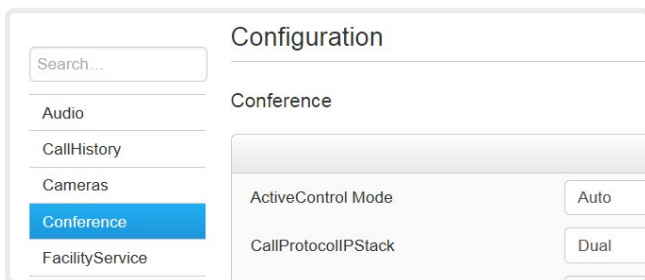 Configuration
Search...
Audio
CallHistory
Cameras
Conference
FacilityService
Conference
ActiveControl Mode
Auto
CallProtocolIPStack
Dual